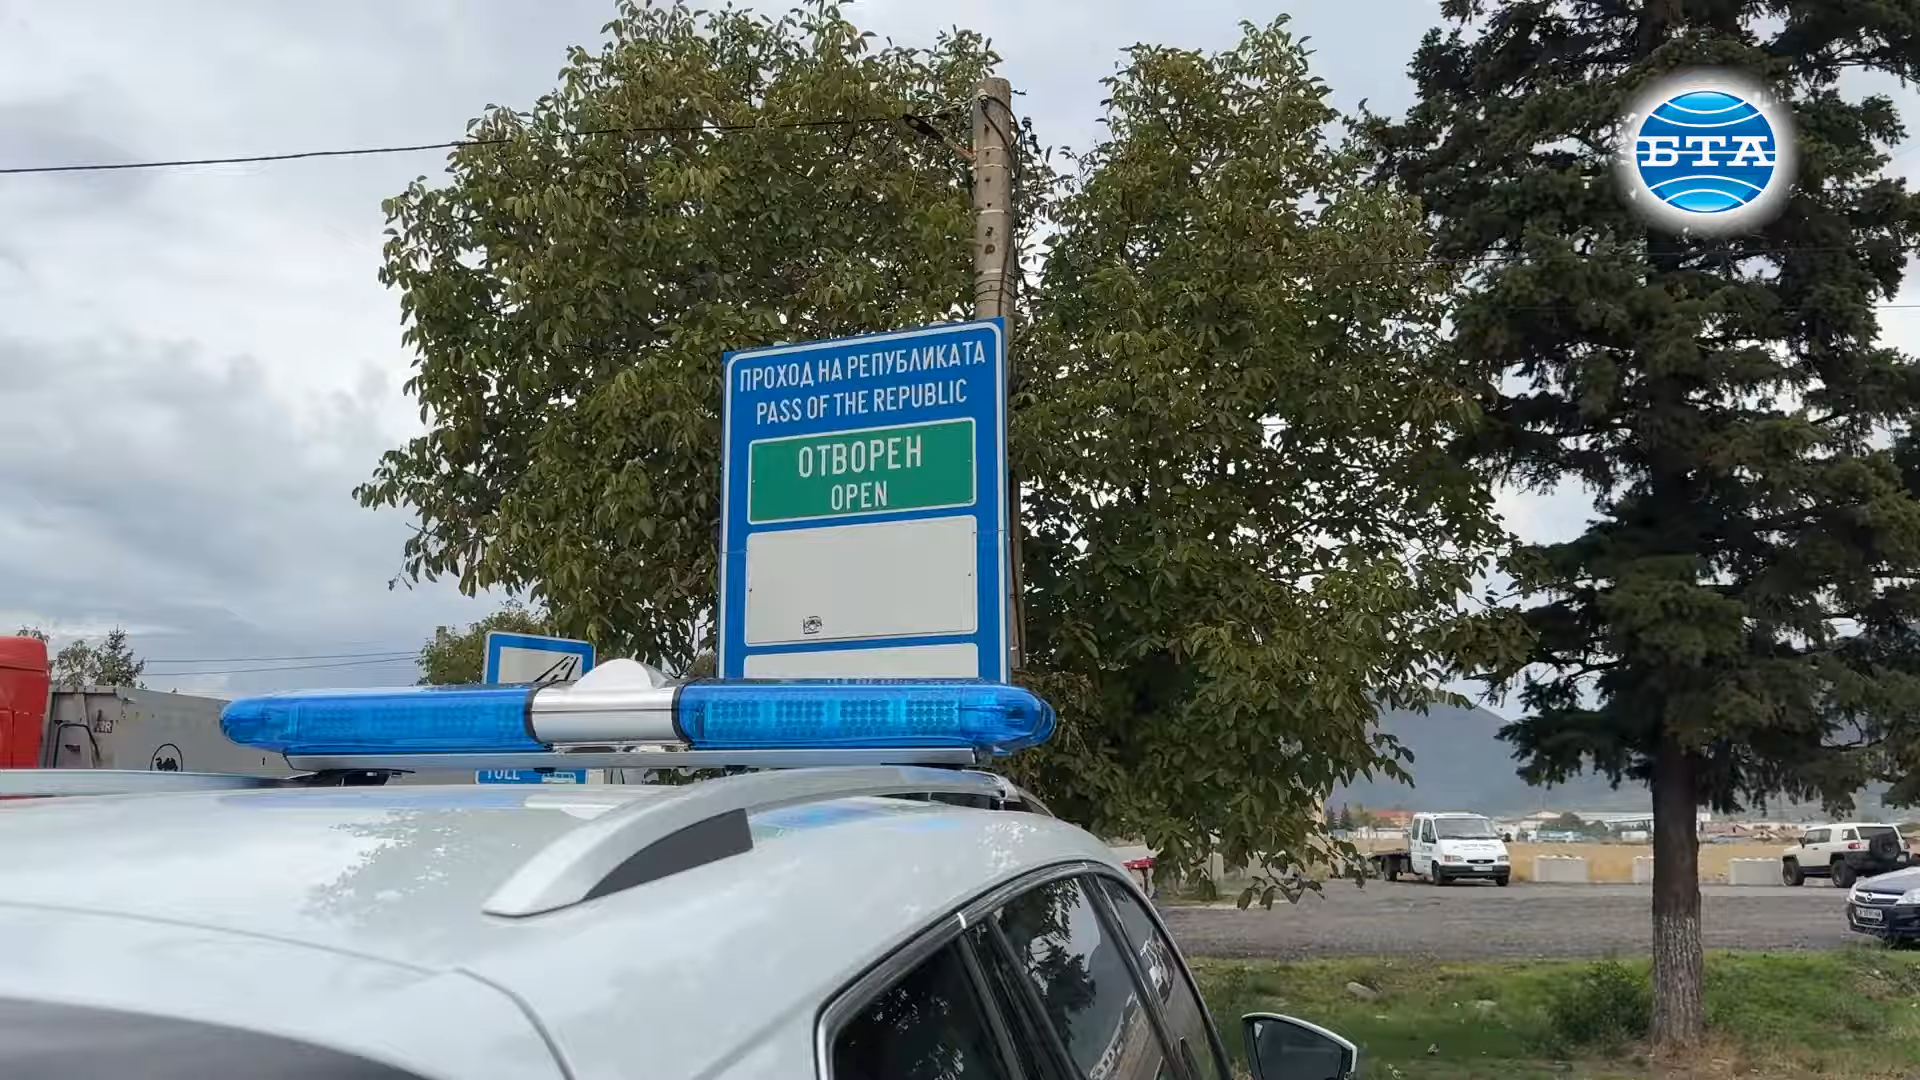 БТА
ПРОХОД НА РЕПУБЛИКАТА
PASS OF THE REPUBLIC
ОТВОРЕН
OPEN
TOLL